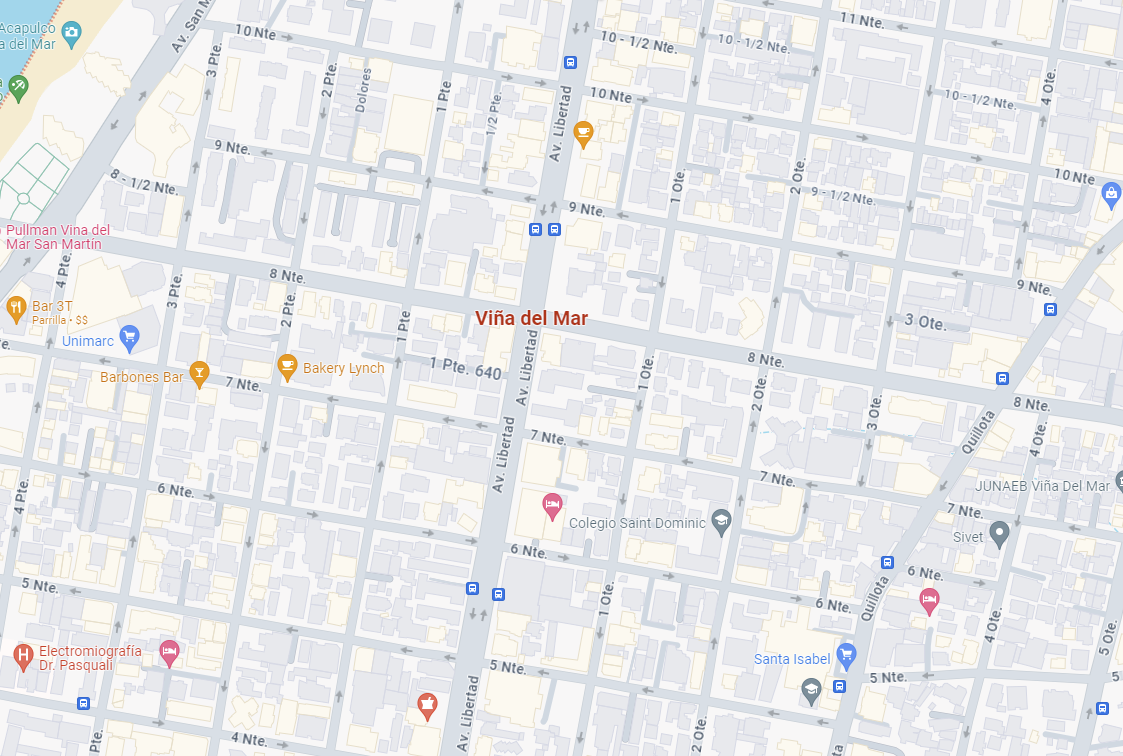 Acapulco
a del Mar
Av. San M
10 Nte
3 Pte.
2 Pte.
Dolores
1 Pte
1/2 Pte.
Av. Libertad
10 - 1/2 Nte.
10 - 1/2 Nte.
11 Nte.
10 Nte
4 Ote.
10 - 1/2 Nte.
9 Nte.
8 - 1/2 Nte.
1 Ote.
2 Ote.
9 - 1/2 Nte.
10 Nte
9 Nte.
Pullman Vina del
Mar San Martín
4 Pte.
8 Nte.
3 Pte.
2 Pte.
9 Nte.
Bar 3T
Parrilla • $$
Unimarc
1 Pte
Viña del Mar
3 Ote.
e.
Barbones Bar
7 Nte.
Bakery Lynch
1 Pte. 640
Av. Libertad
1 Ote.
8 Nte.
2 Ote.
3 Ote.
8 Nte.
Quillota
4 Ote.
Av. Libertad
7 Nte.
7 Nte.
JUNAEB Viña Del Mar
4 Pte.
6 Nte.
7 Nte.
Colegio Saint Dominic
Sivet
6 Nte.
6 Nte.
5 Nte.
1 Ote.
6 Nte.
Quillota
4 Ote.
5 Ote.
Electromiografía
Dr. Pasquali
Santa Isabel
5 Nte.
5 Nte.
5
Av. Libertad
2 Ote.
Pte.
4 Nte.